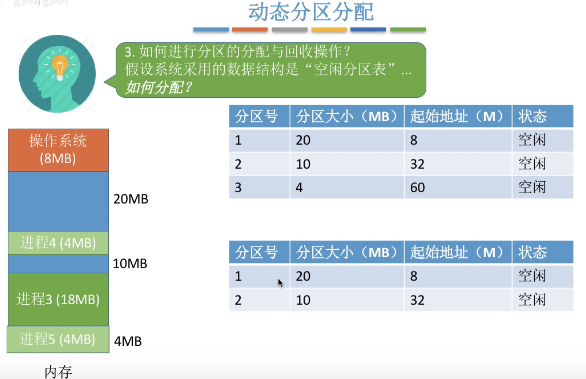 动态分区分配
3. 如何进行分区的分配与回收操作？
假设系统采用的数据结构是“空闲分区表”...
如何分配？
操作系统
(8MB)
20MB
进程4 (4MB)
10MB
进程3 (18MB)
进程5 (4MB)
4MB
内存
分区号 分区大小（MB） 起始地址（M） 状态
1 20 8 空闲
2 10 32 空闲
3 4 60 空闲
分区号 分区大小（MB） 起始地址（M） 状态
1 20 8 空闲
2 10 32 空闲